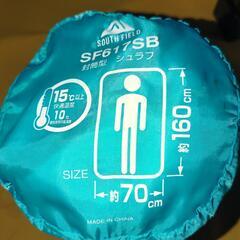 SOUTH FIELD
SF617SB
封筒型 シュラフ
15℃以上
快適温度
10℃
SIZE
約160cm
約70cm
MADE IN CHINA